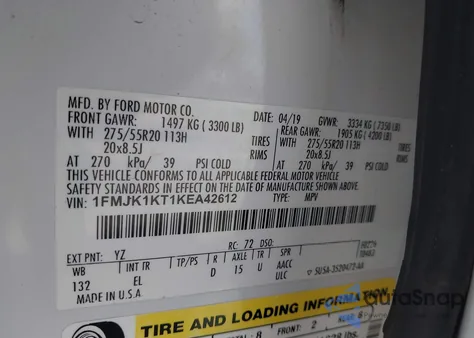 MFD. BY FORD MOTOR CO.
DATE: 04/19 GVWR: 3334 KG (7350 LB)
FRONT GAWR: 1497 KG (3300 LB) REAR GAWR: 1905 KG (4200 LB)
WITH 275/55R20 113H TIRES WITH 275/55R20 113H TIRES
20x8.5J RIMS 20x8.5J RIMS
AT 270 kPa/ 39 PSI COLD AT 270 kPa/ 39 PSI COLD
THIS VEHICLE CONFORMS TO ALL APPLICABLE FEDERAL MOTOR VEHICLE
SAFETY STANDARDS IN EFFECT ON THE DATE OF MANUFACTURE SHOWN ABOVE.
VIN: 1FMJK1KT1KEA42612 TYPE: MPV
EXT PNT: YZ RC: 72 DSO:
WB INT TR TP/PS R AXLE TR SPR
132 EL D 15 U AACC
ULC
MADE IN U.S.A.
TIRE AND LOADING INFORMATION
FRONT: 2
AutoSnap